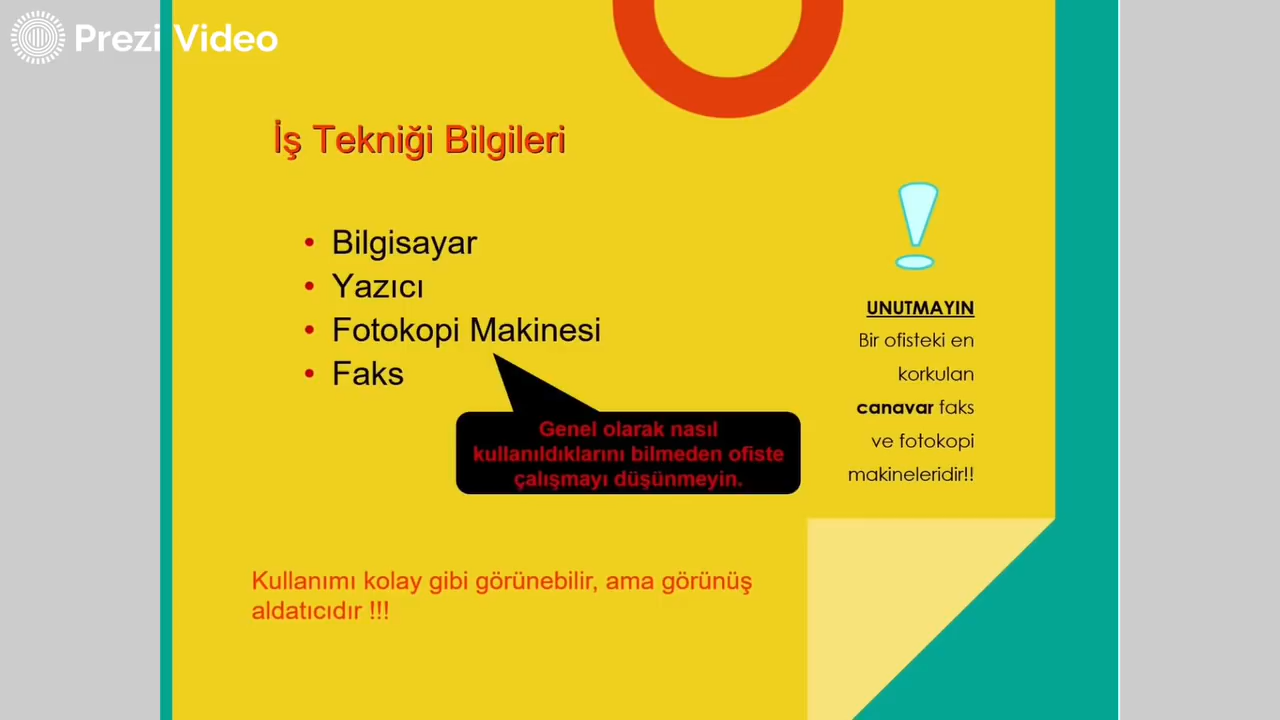 Prezi Video
İş Tekniği Bilgileri
• Bilgisayar
• Yazıcı
• Fotokopi Makinesi
• Faks
Genel olarak nasıl
kullanıldıklarını bilmeden ofiste
çalışmayı düşünmeyin.
UNUTMAYIN
Bir ofisteki en
korkulan
canavar faks
ve fotokopi
makineleridir!!
Kullanımı kolay gibi görünebilir, ama görünüş
aldatıcıdır !!!